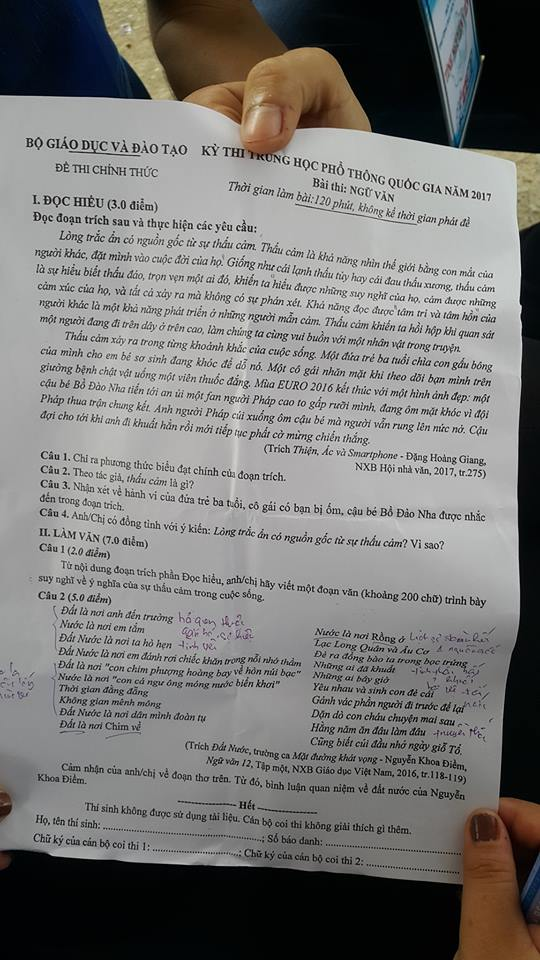 BỘ GIÁO DỤC VÀ ĐÀO TẠO
ĐỀ THI CHÍNH THỨC
KỲ THI TRUNG HỌC PHỔ THÔNG QUỐC GIA NĂM 2017
Bài thi: NGỮ VĂN
Thời gian làm bài:120 phút, không kể thời gian phát đề
I. ĐỌC HIỂU (3.0 điểm)
Đọc đoạn trích sau và thực hiện các yêu cầu:
Lòng trắc ẩn có nguồn gốc từ sự thấu cảm. Thấu cảm là khả năng nhìn thế giới bằng con mắt của
người khác, đặt mình vào cuộc đời của họ. Giống như cái lạnh thấu tủy hay cái đau thấu xương, thấu cảm
là sự hiểu biết thấu đáo, trọn vẹn một ai đó, khiến ta hiểu được những suy nghĩ của họ, cảm được những
cảm xúc của họ, và tất cả xảy ra mà không có sự phán xét. Khả năng đọc được tâm trí và tâm hồn của
người khác là một khả năng phát triển ở những người mẫn cảm. Thấu cảm khiến ta hồi hộp khi quan sát
một người đang đi trên dây ở trên cao, làm chúng ta cùng vui buồn với một nhân vật trong truyện.
Thấu cảm xảy ra trong từng khoảnh khắc của cuộc sống. Một đứa trẻ ba tuổi chìa con gấu bông
của mình cho em bé sơ sinh đang khóc để dỗ nó. Một cô gái nhăn mặt khi theo dõi bạn mình trên
giường bệnh chật vật uống một viên thuốc đắng. Mùa EURO 2016 kết thúc với một hình ảnh đẹp: một
cậu bé Bồ Đào Nha tiến tới an ủi một fan người Pháp cao to gấp rưỡi mình, đang ôm mặt khóc vì đội
Pháp thua trận chung kết. Anh người Pháp cúi xuống ôm cậu bé mà người vẫn rung lên nức nở. Cậu
đợi cho tới khi anh đi khuất hẳn rồi mới tiếp tục phất cờ mừng chiến thắng.
(Trích Thiện, Ác và Smartphone - Đặng Hoàng Giang,
NXB Hội nhà văn, 2017, tr.275)
Câu 1. Chỉ ra phương thức biểu đạt chính của đoạn trích.
Câu 2. Theo tác giả, thấu cảm là gì?
Câu 3. Nhận xét về hành vi của đứa trẻ ba tuổi, cô gái có bạn bị ốm, cậu bé Bồ Đào Nha được nhắc
đến trong đoạn trích.
Câu 4. Anh/Chị có đồng tình với ý kiến: Lòng trắc ẩn có nguồn gốc từ sự thấu cảm? Vì sao?
II. LÀM VĂN (7.0 điểm)
Câu 1 (2.0 điểm)
Từ nội dung đoạn trích phần Đọc hiểu, anh/chị hãy viết một đoạn văn (khoảng 200 chữ) trình bày
suy nghĩ về ý nghĩa của sự thấu cảm trong cuộc sống.
Câu 2 (5.0 điểm)
Đất là nơi anh đến trường
Nước là nơi em tắm
Đất Nước là nơi ta hò hẹn
Đất Nước là nơi em đánh rơi chiếc khăn trong nỗi nhớ thầm
Đất là nơi "con chim phượng hoàng bay về hòn núi bạc"
Nước là nơi "con cá ngư ông móng nước biển khơi"
Thời gian đằng đẵng
Không gian mênh mông
Đất Nước là nơi dân mình đoàn tụ
Đất là nơi Chim về
Nước là nơi Rồng ở
Lạc Long Quân và Âu Cơ
Đẻ ra đồng bào ta trong bọc trứng
Những ai đã khuất
Những ai bây giờ
Yêu nhau và sinh con đẻ cái
Gánh vác phần người đi trước để lại
Dặn dò con cháu chuyện mai sau
Hằng năm ăn đâu làm đâu
Cũng biết cúi đầu nhớ ngày giỗ Tổ.
(Trích Đất Nước, trường ca Mặt đường khát vọng - Nguyễn Khoa Điềm,
Ngữ văn 12, Tập một, NXB Giáo dục Việt Nam, 2016, tr.118-119)
Cảm nhận của anh/chị về đoạn thơ trên. Từ đó, bình luận quan niệm về đất nước của Nguyễn
Khoa Điềm.
---------- Hết ----------
Thí sinh không được sử dụng tài liệu. Cán bộ coi thi không giải thích gì thêm.
Họ, tên thí sinh: ..............................; Số báo danh: ....................
Chữ ký của cán bộ coi thi 1: ....................; Chữ ký của cán bộ coi thi 2: ....................